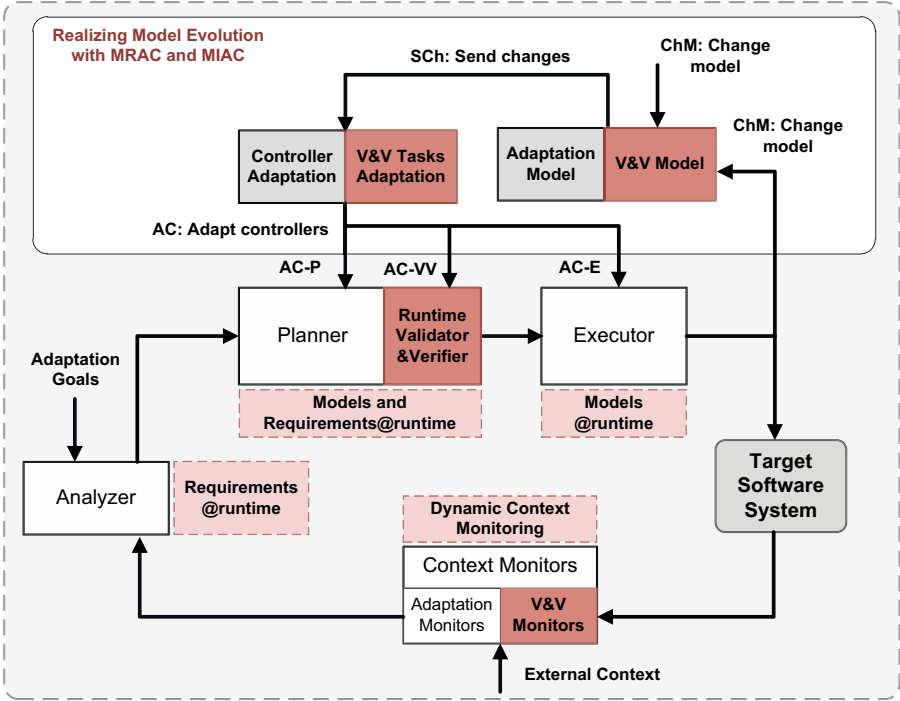 Realizing Model Evolution
with MRAC and MIAC
SCh: Send changes
ChM: Change
model
ChM: Change
model
Controller
Adaptation
V&V Tasks
Adaptation
Adaptation
Model
V&V Model
AC: Adapt controllers
AC-P
AC-VV
AC-E
Planner
Runtime
Validator
&Verifier
Executor
Adaptation
Goals
Models and
Requirements@runtime
Models
@runtime
Analyzer
Requirements
@runtime
Target
Software
System
Dynamic Context
Monitoring
Context Monitors
Adaptation
Monitors
V&V
Monitors
External Context